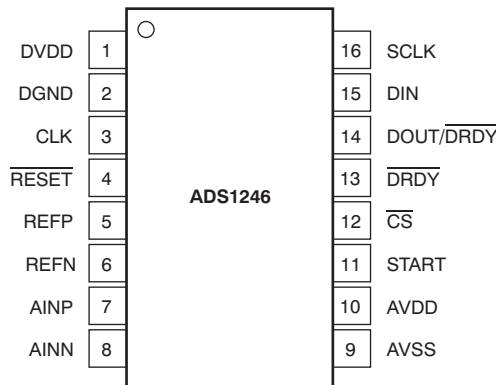 DVDD 1 16 SCLK
DGND 2 15 DIN
CLK 3 14 DOUT/DRDY
RESET 4 13 DRDY
ADS1246
REFP 5 12 CS
REFN 6 11 START
AINP 7 10 AVDD
AINN 8 9 AVSS